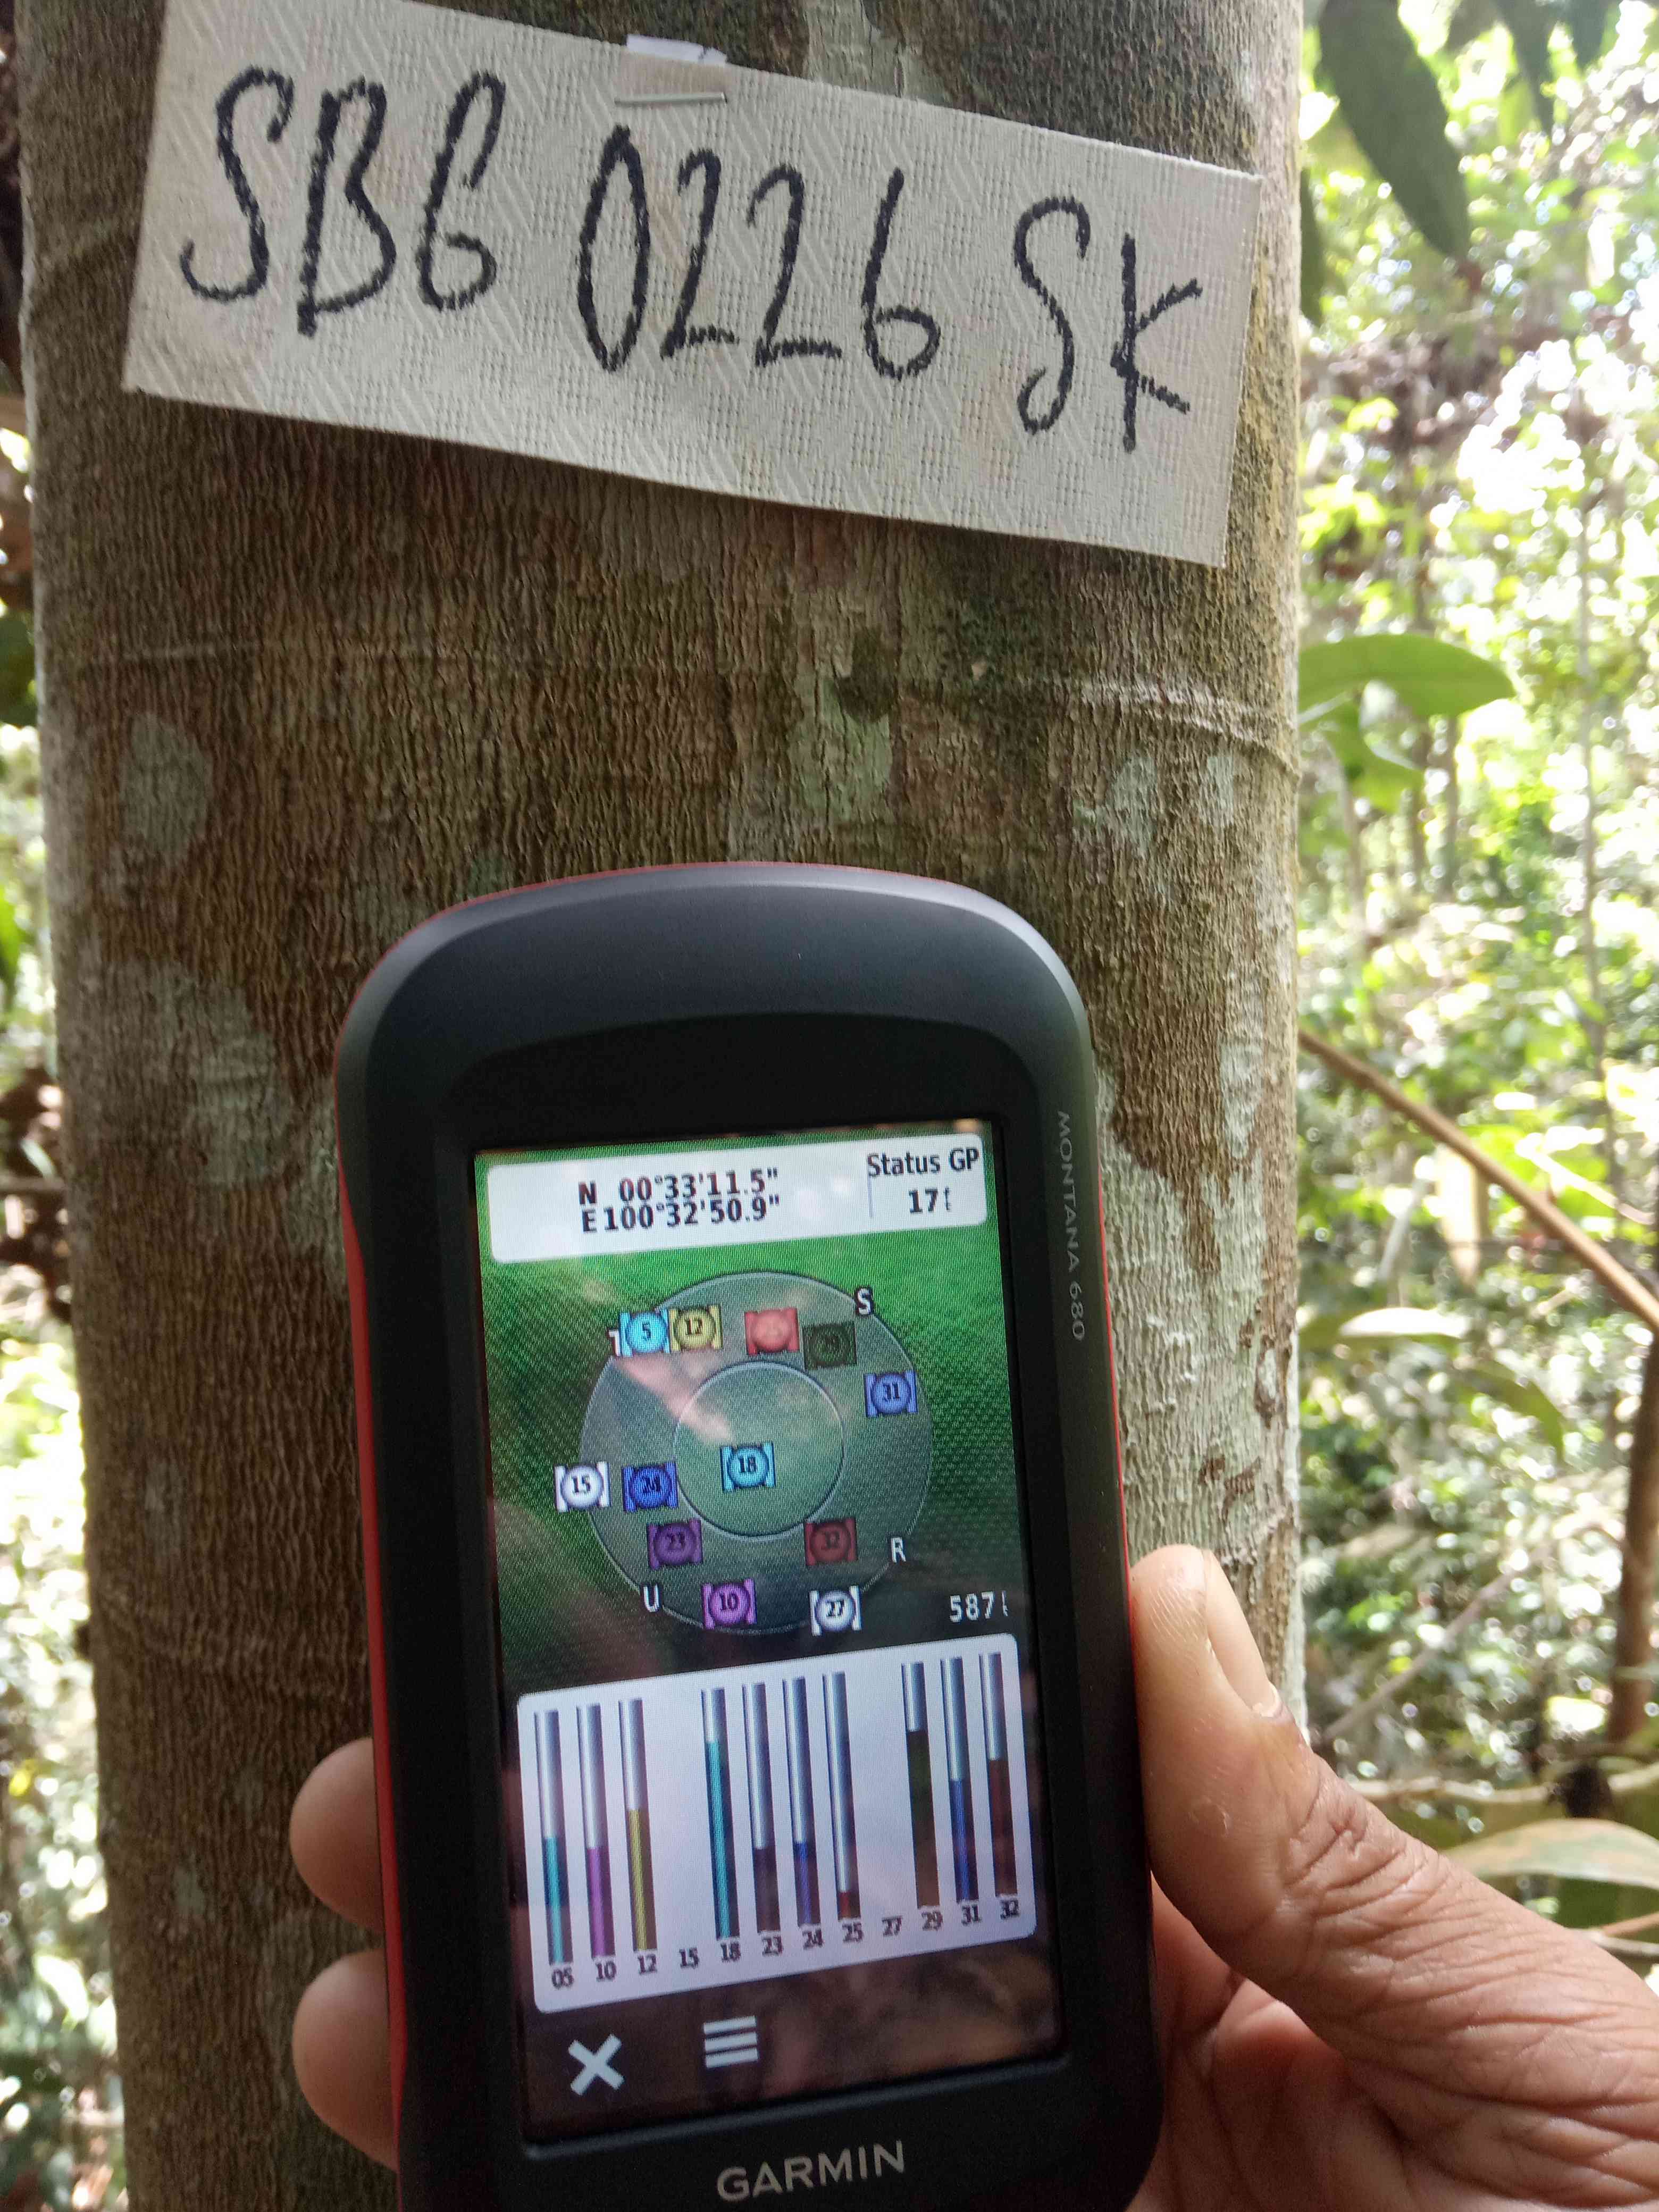 SBG 0226 SK
MONTANA 680
N 00°33'11.5"
E 100°32'50.9"
Status GP
17
S
5 12 29
31
18
15 24
23 32
R
U
10 27
587
05 10 12 15 18 23 24 25 27 29 31 32
GARMIN